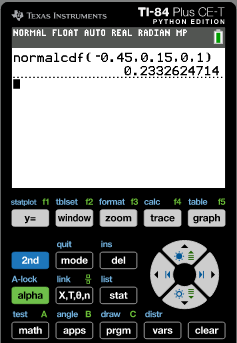 TEXAS INSTRUMENTS TI-84 Plus CE-T
PYTHON EDITION
NORMAL FLOAT AUTO REAL RADIAN MP
normalcdf(-0.45,0.15,0,1)
0.2332624714
statplot f1 tblset f2 format f3 calc f4 table f5
y= window zoom trace graph
quit ins
2nd mode del
A-lock link list
alpha X,T,θ,n stat
test A angle B draw C distr
math apps prgm vars clear